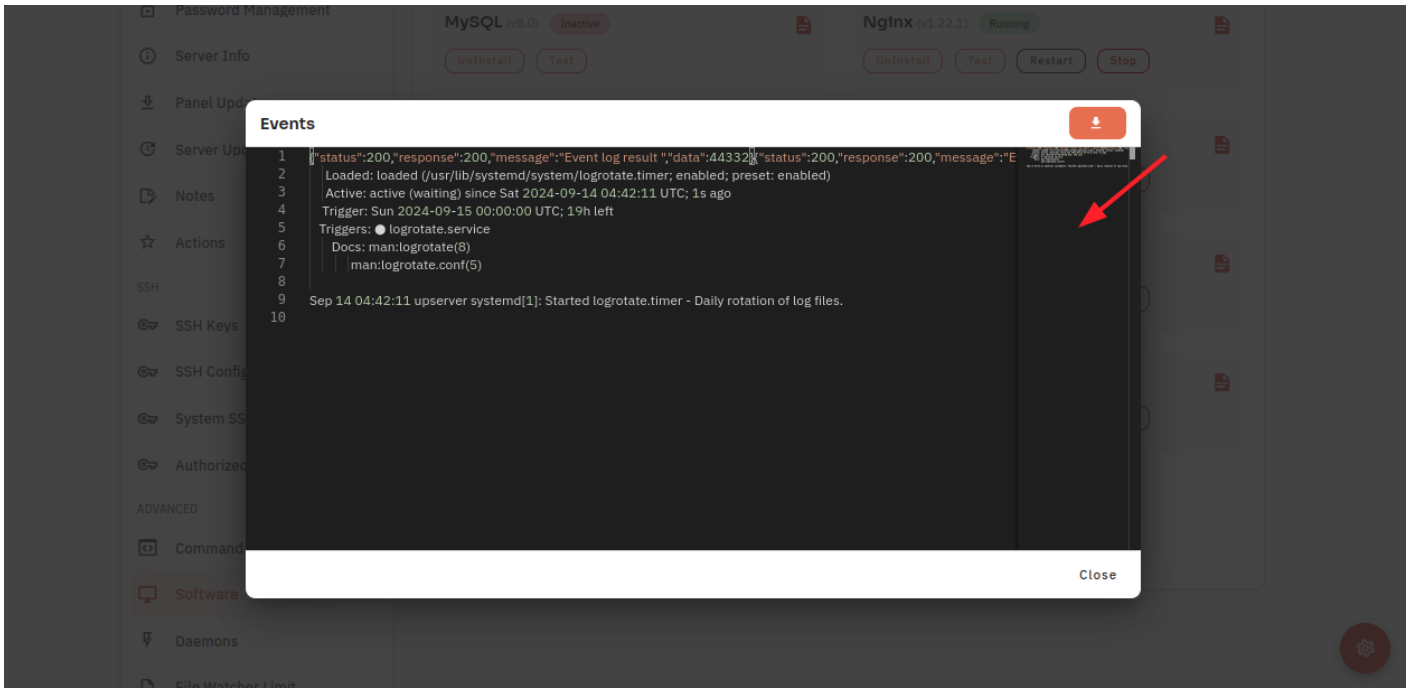 Password Management
MySQL (v8.0) Inactive
Nginx (v1.22.1) Running
Server Info
UnInstall Test
UnInstall Test Restart Stop
Panel Upd
Events
Server Upd
1 {"status":200,"response":200,"message":"Event log result ","data":44332}{"status":200,"response":200,"message":"E
2 Loaded: loaded (/usr/lib/systemd/system/logrotate.timer; enabled; preset: enabled)
3 Active: active (waiting) since Sat 2024-09-14 04:42:11 UTC; 1s ago
4 Trigger: Sun 2024-09-15 00:00:00 UTC; 19h left
5 Triggers: ● logrotate.service
6 Docs: man:logrotate(8)
7 man:logrotate.conf(5)
8
9 Sep 14 04:42:11 upserver systemd[1]: Started logrotate.timer - Daily rotation of log files.
10
Notes
Actions
SSH
SSH Keys
SSH Config
System SS
Authorized
ADVANCED
Command
Close
Software
Daemons
File Watcher Limit